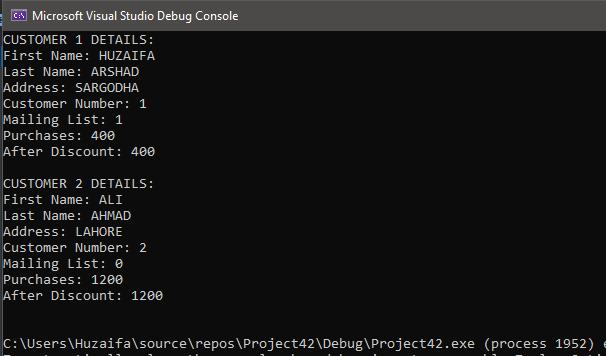 Microsoft Visual Studio Debug Console
CUSTOMER 1 DETAILS:
First Name: HUZAIFA
Last Name: ARSHAD
Address: SARGODHA
Customer Number: 1
Mailing List: 1
Purchases: 400
After Discount: 400
CUSTOMER 2 DETAILS:
First Name: ALI
Last Name: AHMAD
Address: LAHORE
Customer Number: 2
Mailing List: 0
Purchases: 1200
After Discount: 1200
C:\Users\Huzaifa\source\repos\Project42\Debug\Project42.exe (process 1952) e